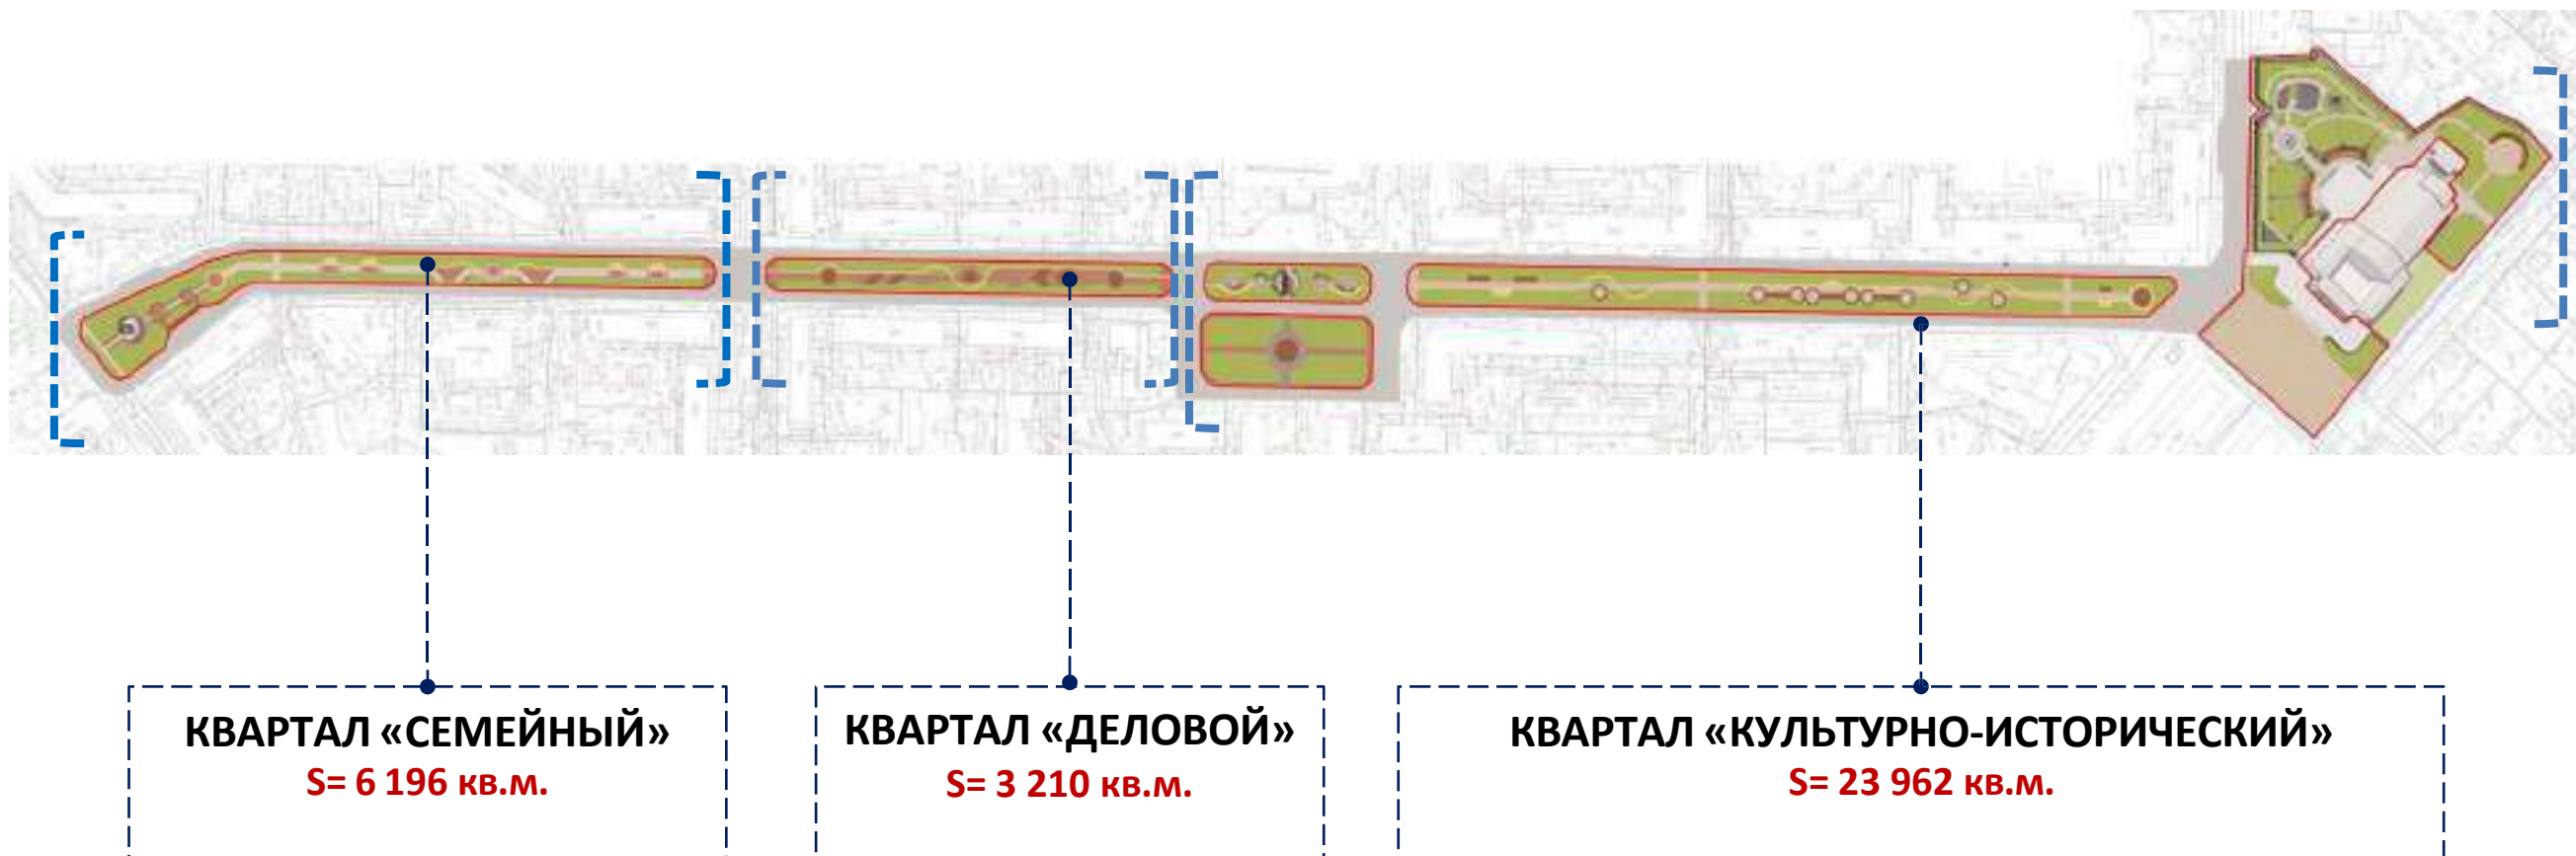 КВАРТАЛ «СЕМЕЙНЫЙ»
S= 6 196 кв.м.
КВАРТАЛ «ДЕЛОВОЙ»
S= 3 210 кв.м.
КВАРТАЛ «КУЛЬТУРНО-ИСТОРИЧЕСКИЙ»
S= 23 962 кв.м.